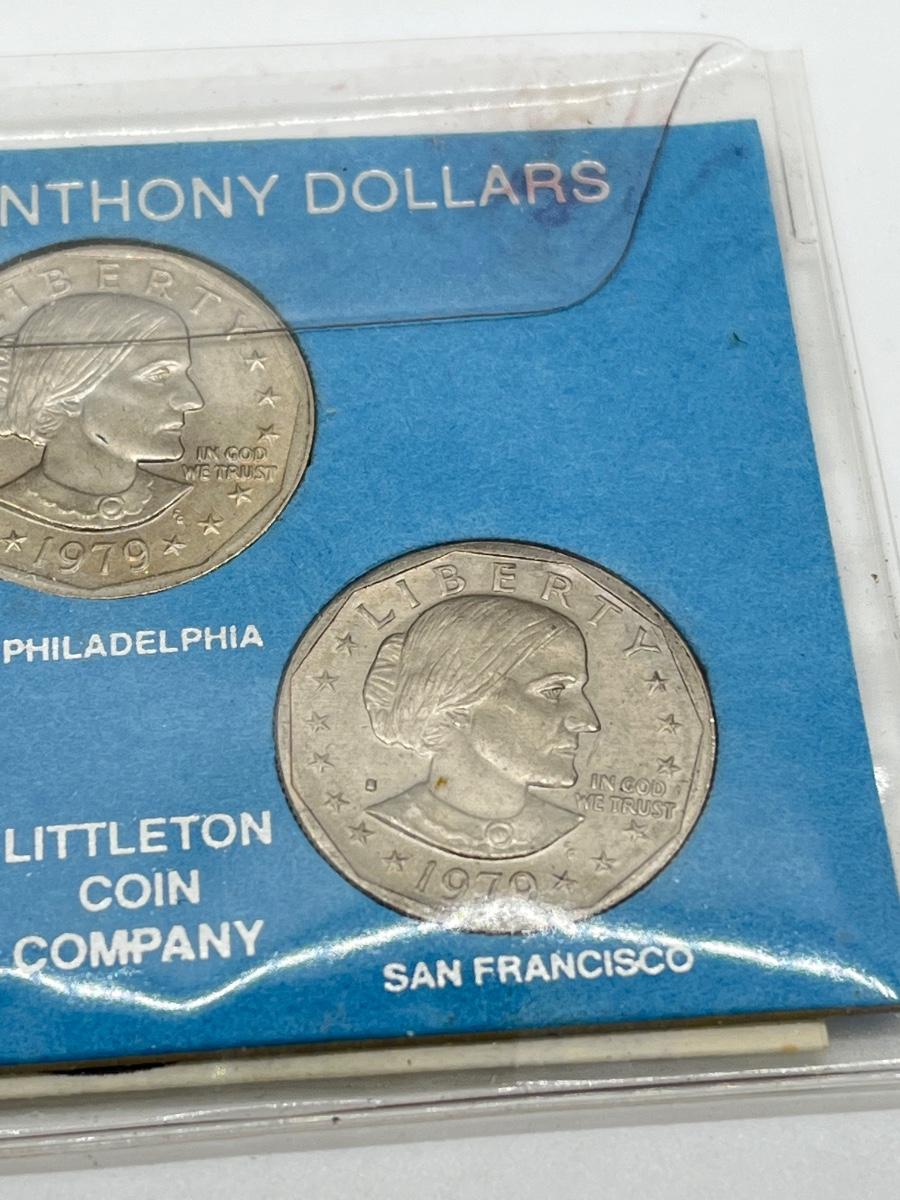 NTHONY DOLLARS
LIBERTY
IN GOD
WE TRUST
1979
PHILADELPHIA
LIBERTY
IN GOD
WE TRUST
1979
SAN FRANCISCO
LITTLETON
COIN
COMPANY